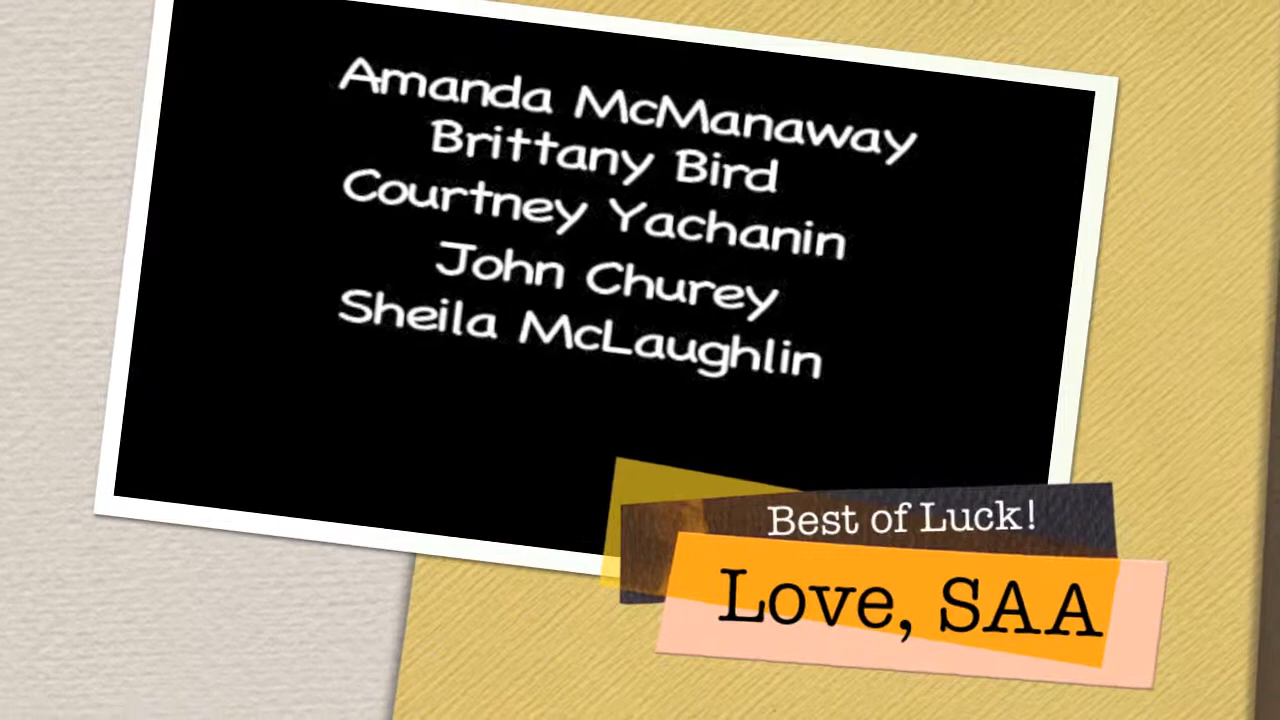 Amanda McManaway
Brittany Bird
Courtney Yachanin
John Churey
Sheila McLaughlin
Best of Luck!
Love, SAA